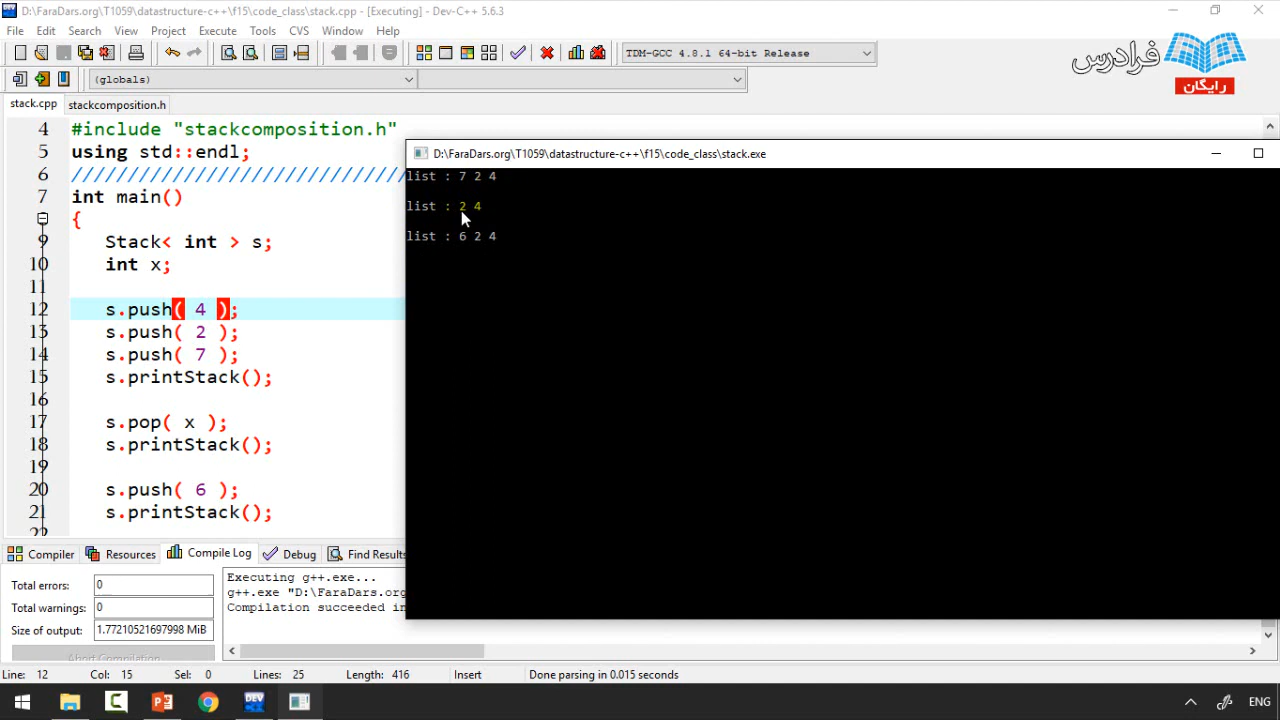 D:\FaraDars.org\T1059\datastructure-c++\f15\code_class\stack.cpp - [Executing] - Dev-C++ 5.6.3
File Edit Search View Project Execute Tools CVS Window Help
TDM-GCC 4.8.1 64-bit Release
(globals)
فرادرس
رایگان
stack.cpp stackcomposition.h
4 #include "stackcomposition.h"
5 using std::endl;
6 //////////////////////////////
7 int main()
{
9 Stack< int > s;
10 int x;
11
12 s.push( 4 );
13 s.push( 2 );
14 s.push( 7 );
15 s.printStack();
16
17 s.pop( x );
18 s.printStack();
19
20 s.push( 6 );
21 s.printStack();
22
D:\FaraDars.org\T1059\datastructure-c++\f15\code_class\stack.exe
list : 7 2 4
list : 2 4
list : 6 2 4
Compiler Resources Compile Log Debug Find Results
Total errors: 0
Total warnings: 0
Size of output: 1.77210521697998 MiB
Abort Compilation
Executing g++.exe...
g++.exe "D:\FaraDars.org
Compilation succeeded in
Line: 12 Col: 15 Sel: 0 Lines: 25 Length: 416 Insert Done parsing in 0.015 seconds
DEV
ENG